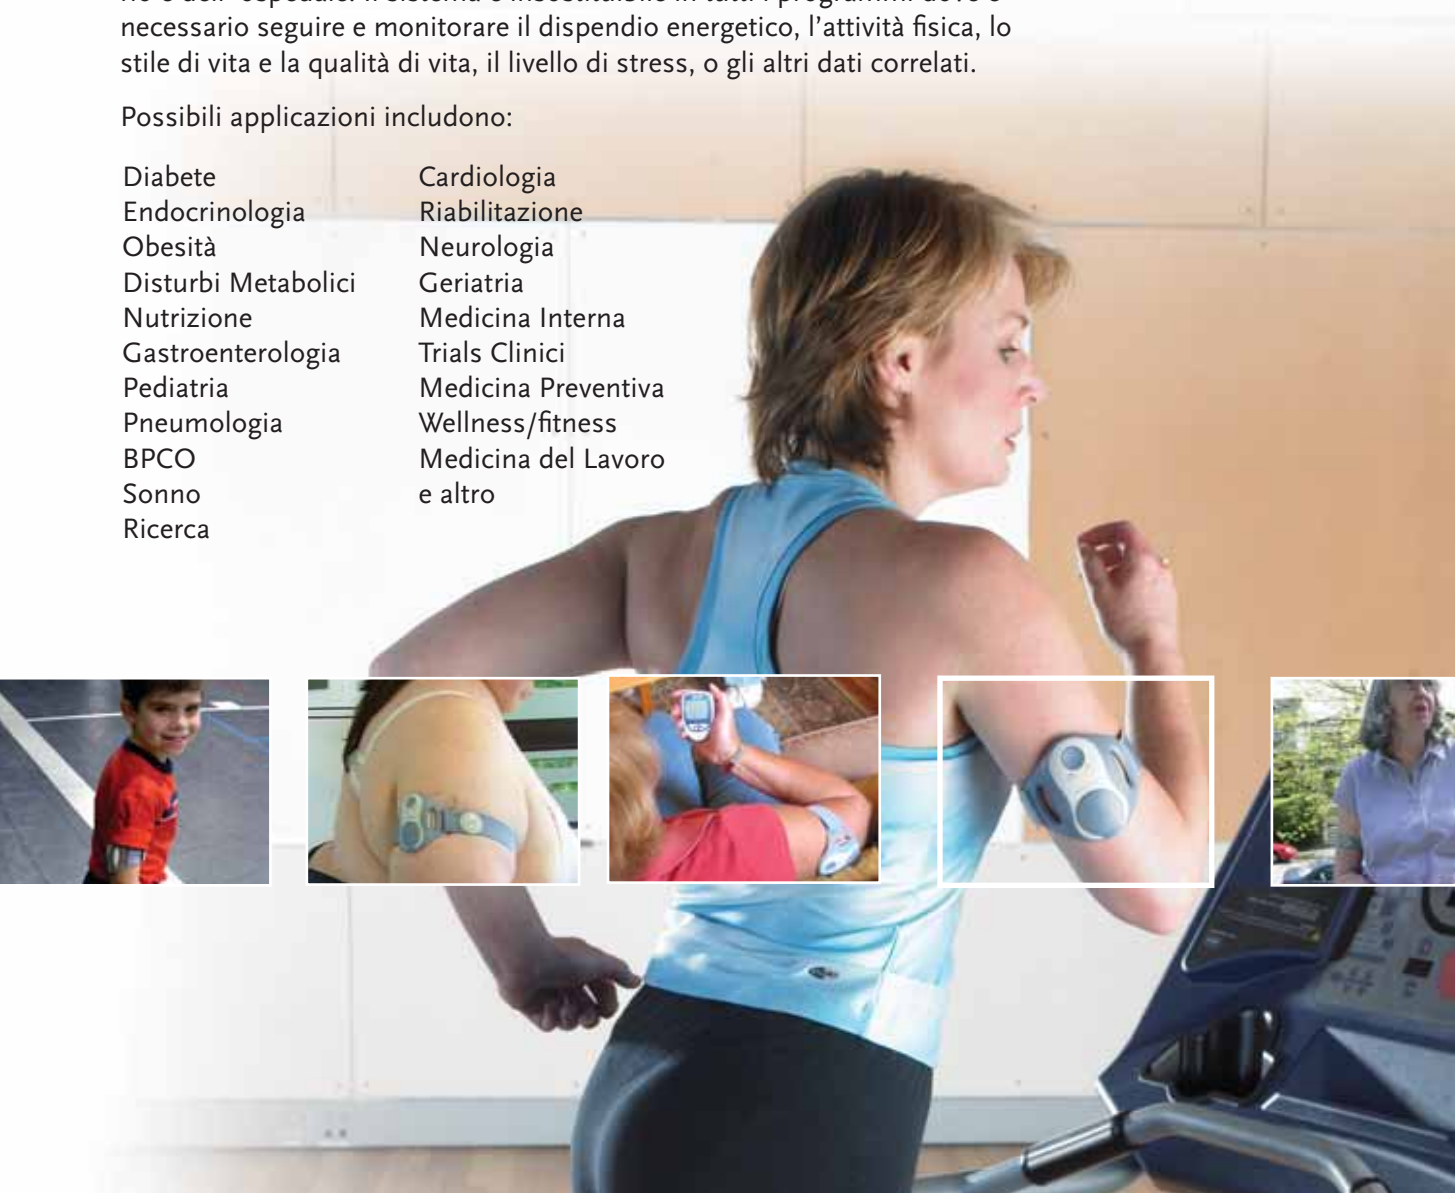 necessario seguire e monitorare il dispendio energetico, l’attività fisica, lo
stile di vita e la qualità di vita, il livello di stress, o gli altri dati correlati.
Possibili applicazioni includono:
Diabete
Endocrinologia
Obesità
Disturbi Metabolici
Nutrizione
Gastroenterologia
Pediatria
Pneumologia
BPCO
Sonno
Ricerca
Cardiologia
Riabilitazione
Neurologia
Geriatria
Medicina Interna
Trials Clinici
Medicina Preventiva
Wellness/fitness
Medicina del Lavoro
e altro